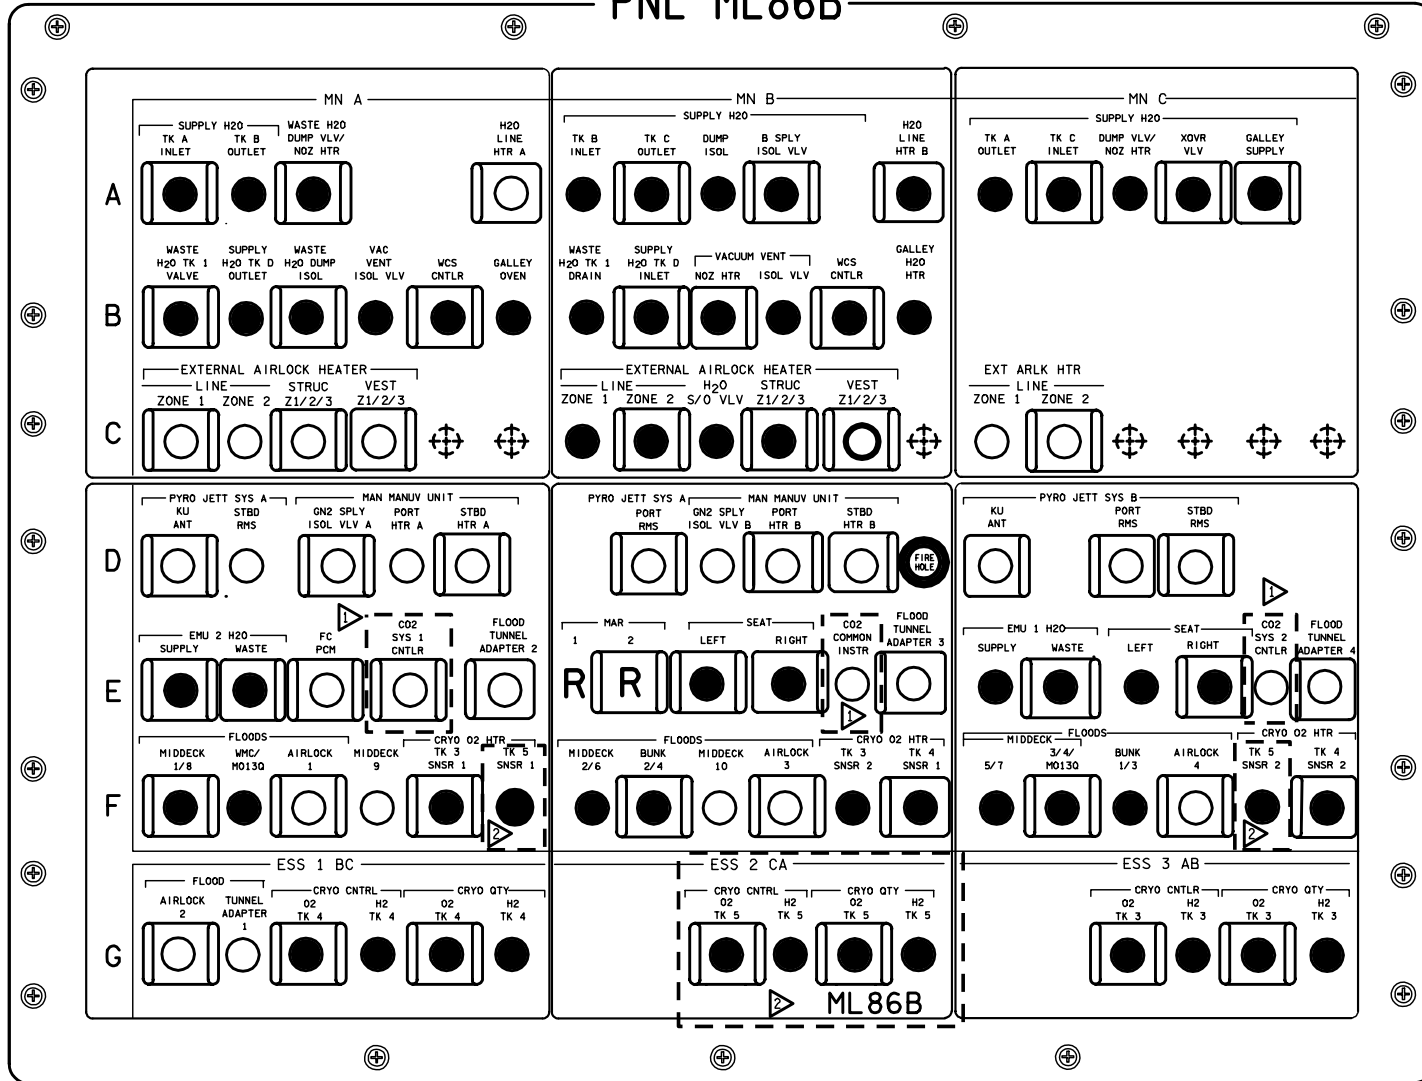 PNL ML86B
MN A
MN B
MN C
SUPPLY H2O
TK A INLET
TK B OUTLET
WASTE H2O DUMP VLV/ NOZ HTR
H2O LINE HTR A
SUPPLY H2O
TK B INLET
TK C OUTLET
DUMP ISOL
B SPLY ISOL VLV
H2O LINE HTR B
SUPPLY H2O
TK A OUTLET
TK C INLET
DUMP VLV/ NOZ HTR
XOVR VLV
GALLEY SUPPLY
A
WASTE H2O TK 1 VALVE
SUPPLY H2O TK D OUTLET
WASTE H2O DUMP ISOL
VAC VENT ISOL VLV
WCS CNTLR
GALLEY OVEN
WASTE H2O TK 1 DRAIN
SUPPLY H2O TK D INLET
VACUUM VENT
NOZ HTR
ISOL VLV
WCS CNTLR
GALLEY H2O HTR
B
EXTERNAL AIRLOCK HEATER
LINE
ZONE 1
ZONE 2
STRUC Z1/2/3
VEST Z1/2/3
EXTERNAL AIRLOCK HEATER
LINE
ZONE 1
ZONE 2
H2O S/O VLV
STRUC Z1/2/3
VEST Z1/2/3
EXT ARLK HTR
LINE
ZONE 1
ZONE 2
C
PYRO JETT SYS A
KU ANT
STBD RMS
MAN MANUV UNIT
GN2 SPLY ISOL VLV A
PORT HTR A
STBD HTR A
PYRO JETT SYS A
PORT RMS
MAN MANUV UNIT
GN2 SPLY ISOL VLV B
PORT HTR B
STBD HTR B
FIRE HOLE
PYRO JETT SYS B
KU ANT
PORT RMS
STBD RMS
D
EMU 2 H2O
SUPPLY
WASTE
FC PCM
1
CO2 SYS 1 CNTLR
FLOOD TUNNEL ADAPTER 2
MAR
1
2
R
R
SEAT
LEFT
RIGHT
CO2 COMMON INSTR
1
FLOOD TUNNEL ADAPTER 3
EMU 1 H2O
SUPPLY
WASTE
SEAT
LEFT
RIGHT
1
CO2 SYS 2 CNTLR
FLOOD TUNNEL ADAPTER 4
E
FLOODS
MIDDECK 1/8
WMC/ MO13Q
AIRLOCK 1
MIDDECK 9
CRYO O2 HTR
TK 3 SNSR 1
TK 5 SNSR 1
2
FLOODS
MIDDECK 2/6
BUNK 2/4
MIDDECK 10
AIRLOCK 3
CRYO O2 HTR
TK 3 SNSR 2
TK 4 SNSR 1
FLOODS
MIDDECK
5/7
3/4/ MO13Q
BUNK 1/3
AIRLOCK 4
CRYO O2 HTR
TK 5 SNSR 2
2
TK 4 SNSR 2
F
ESS 1 BC
ESS 2 CA
ESS 3 AB
FLOOD
AIRLOCK 2
TUNNEL ADAPTER 1
CRYO CNTRL
O2 TK 4
H2 TK 4
CRYO QTY
O2 TK 4
H2 TK 4
CRYO CNTRL
O2 TK 5
H2 TK 5
CRYO QTY
O2 TK 5
H2 TK 5
CRYO CNTLR
O2 TK 3
H2 TK 3
CRYO QTY
O2 TK 3
H2 TK 3
G
2
ML86B